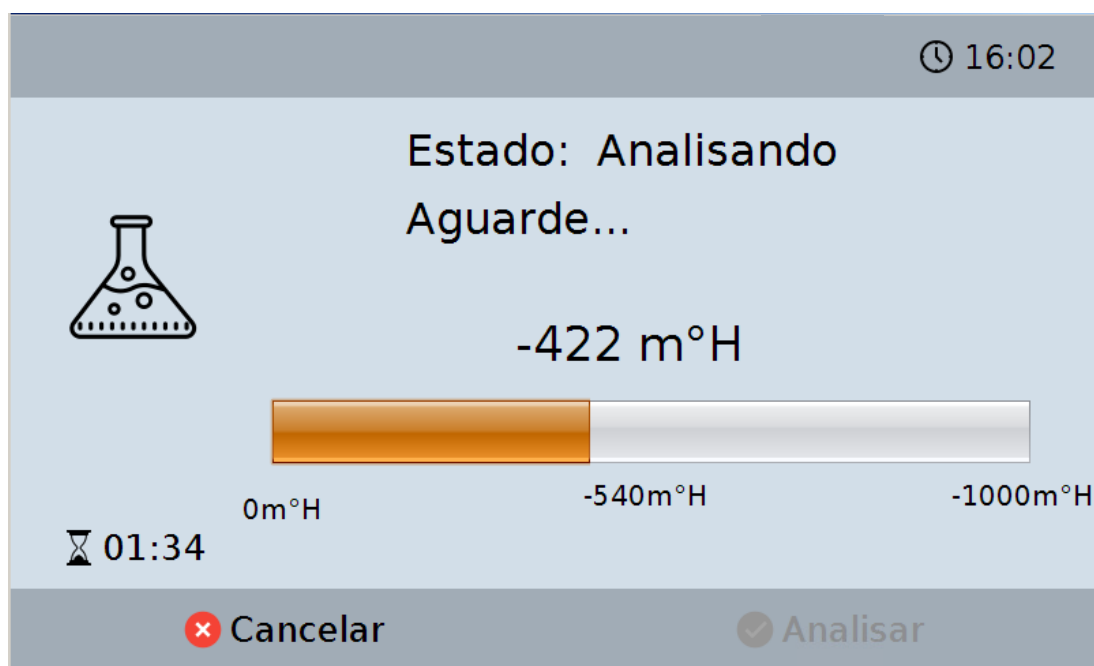 16:02
Estado: Analisando
Aguarde...
-422 m°H
0m°H
-540m°H
-1000m°H
01:34
Cancelar
Analisar